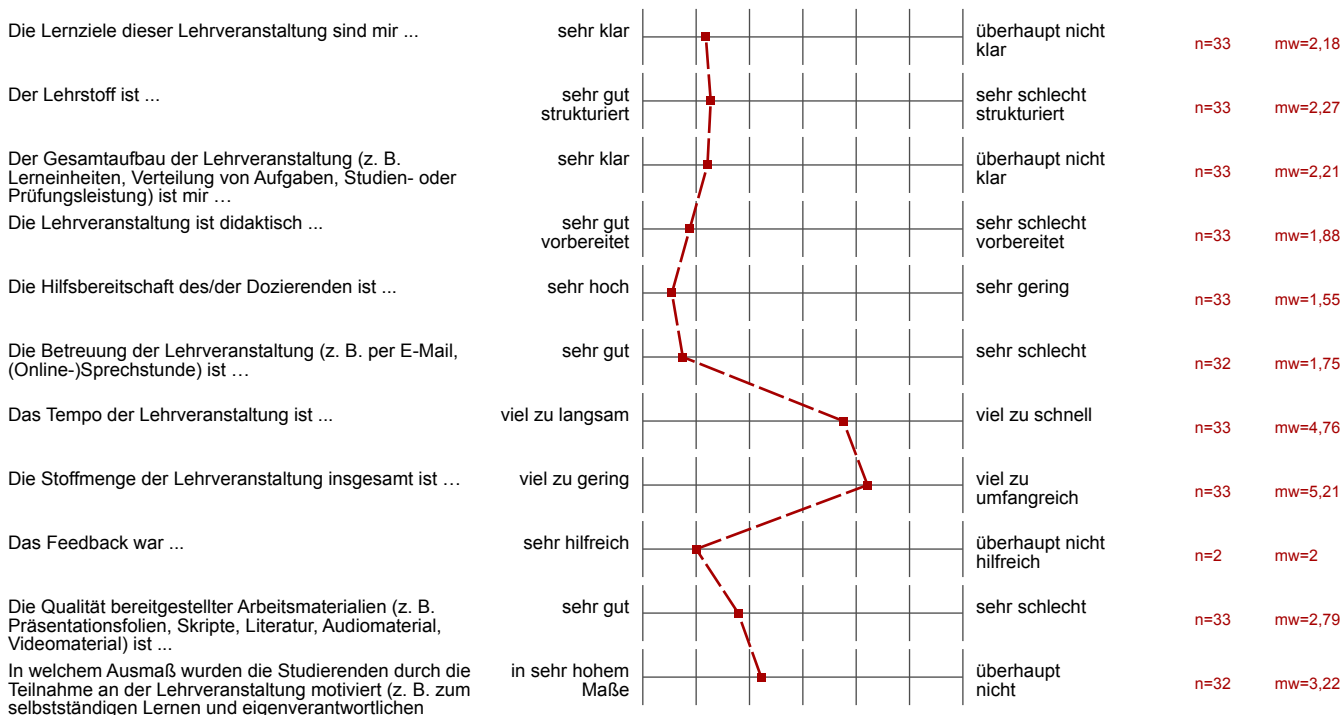 Die Lernziele dieser Lehrveranstaltung sind mir ... sehr klar überhaupt nicht
klar n=33 mw=2,18
Der Lehrstoff ist ... sehr gut
strukturiert sehr schlecht
strukturiert n=33 mw=2,27
Der Gesamtaufbau der Lehrveranstaltung (z. B.
Lerneinheiten, Verteilung von Aufgaben, Studien- oder
Prüfungsleistung) ist mir … sehr klar überhaupt nicht
klar n=33 mw=2,21
Die Lehrveranstaltung ist didaktisch ... sehr gut
vorbereitet sehr schlecht
vorbereitet n=33 mw=1,88
Die Hilfsbereitschaft des/der Dozierenden ist ... sehr hoch sehr gering n=33 mw=1,55
Die Betreuung der Lehrveranstaltung (z. B. per E-Mail,
(Online-)Sprechstunde) ist … sehr gut sehr schlecht n=32 mw=1,75
Das Tempo der Lehrveranstaltung ist ... viel zu langsam viel zu schnell n=33 mw=4,76
Die Stoffmenge der Lehrveranstaltung insgesamt ist … viel zu gering viel zu
umfangreich n=33 mw=5,21
Das Feedback war ... sehr hilfreich überhaupt nicht
hilfreich n=2 mw=2
Die Qualität bereitgestellter Arbeitsmaterialien (z. B.
Präsentationsfolien, Skripte, Literatur, Audiomaterial,
Videomaterial) ist ... sehr gut sehr schlecht n=33 mw=2,79
In welchem Ausmaß wurden die Studierenden durch die
Teilnahme an der Lehrveranstaltung motiviert (z. B. zum
selbstständigen Lernen und eigenverantwortlichen in sehr hohem
Maße überhaupt
nicht n=32 mw=3,22